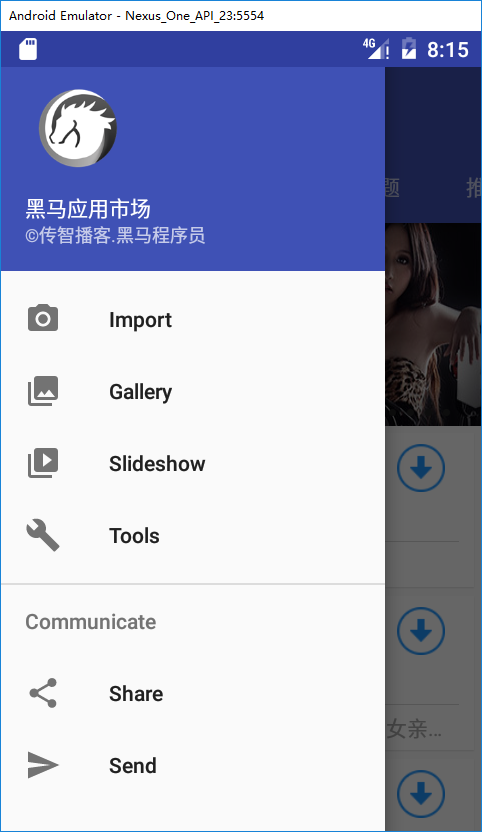 Android Emulator - Nexus_One_API_23:5554
4G
8:15
题
推
黑马应用市场
©传智播客.黑马程序员
Import
Gallery
Slideshow
Tools
Communicate
Share
女亲...
Send